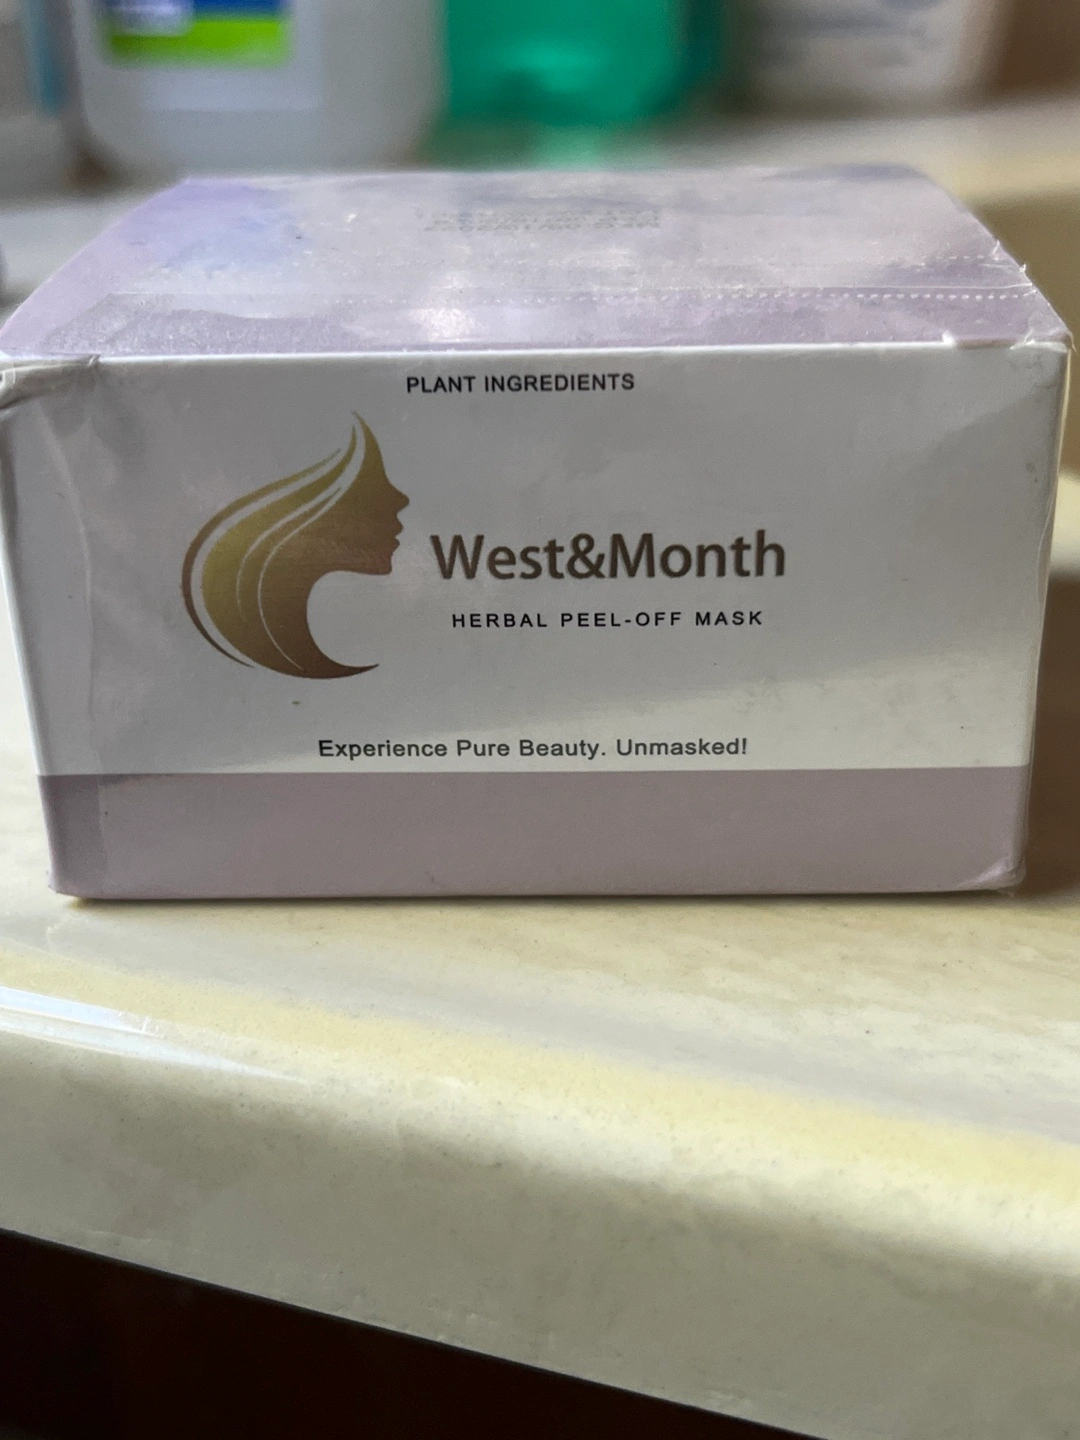 PLANT INGREDIENTS
West&Month
HERBAL PEEL-OFF MASK
Experience Pure Beauty. Unmasked!